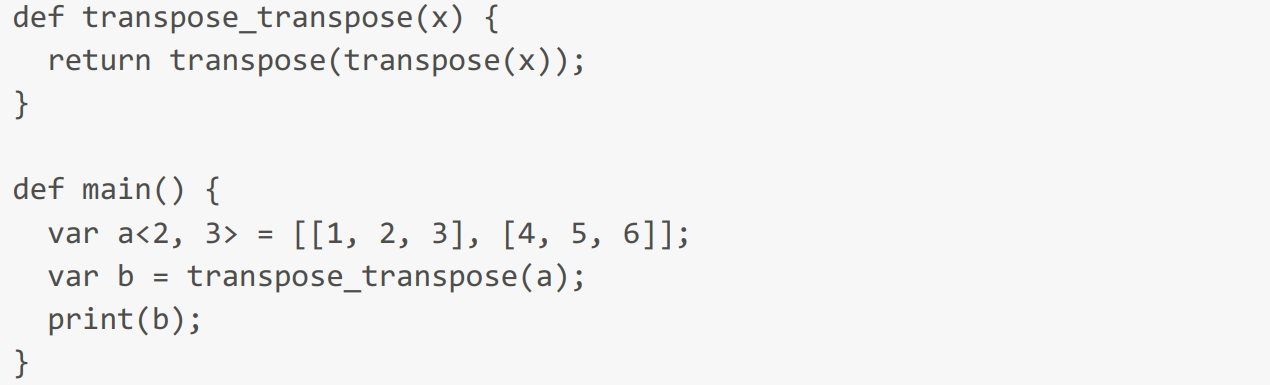 def transpose_transpose(x) {
  return transpose(transpose(x));
}

def main() {
  var a<2, 3> = [[1, 2, 3], [4, 5, 6]];
  var b = transpose_transpose(a);
  print(b);
}